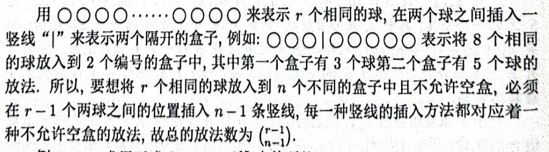 用 ○○○○······○○○○ 来表示 r 个相同的球, 在两个球之间插入一
竖线 “|” 来表示两个隔开的盒子, 例如: ○○○|○○○○○ 表示将 8 个相同
的球放入到 2 个编号的盒子中, 其中第一个盒子有 3 个球第二个盒子有 5 个球的
放法. 所以, 要想将 r 个相同的球放到 n 个不同的盒子中且不允许空盒, 必须
在 r − 1 个两球之间的位置插入 n − 1 条竖线, 每一种竖线的插入方法都对应着一
种不允许空盒的放法, 故总的放法数为 (r−1 n−1).